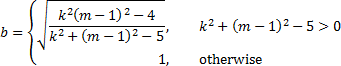 b = { √((k²(m − 1)² − 4) / (k² + (m − 1)² − 5)), k² + (m − 1)² − 5 > 0
1, otherwise